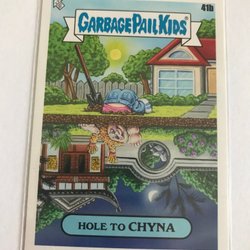 41b
GARBAGE PAIL KIDS
HOLE TO CHYNA